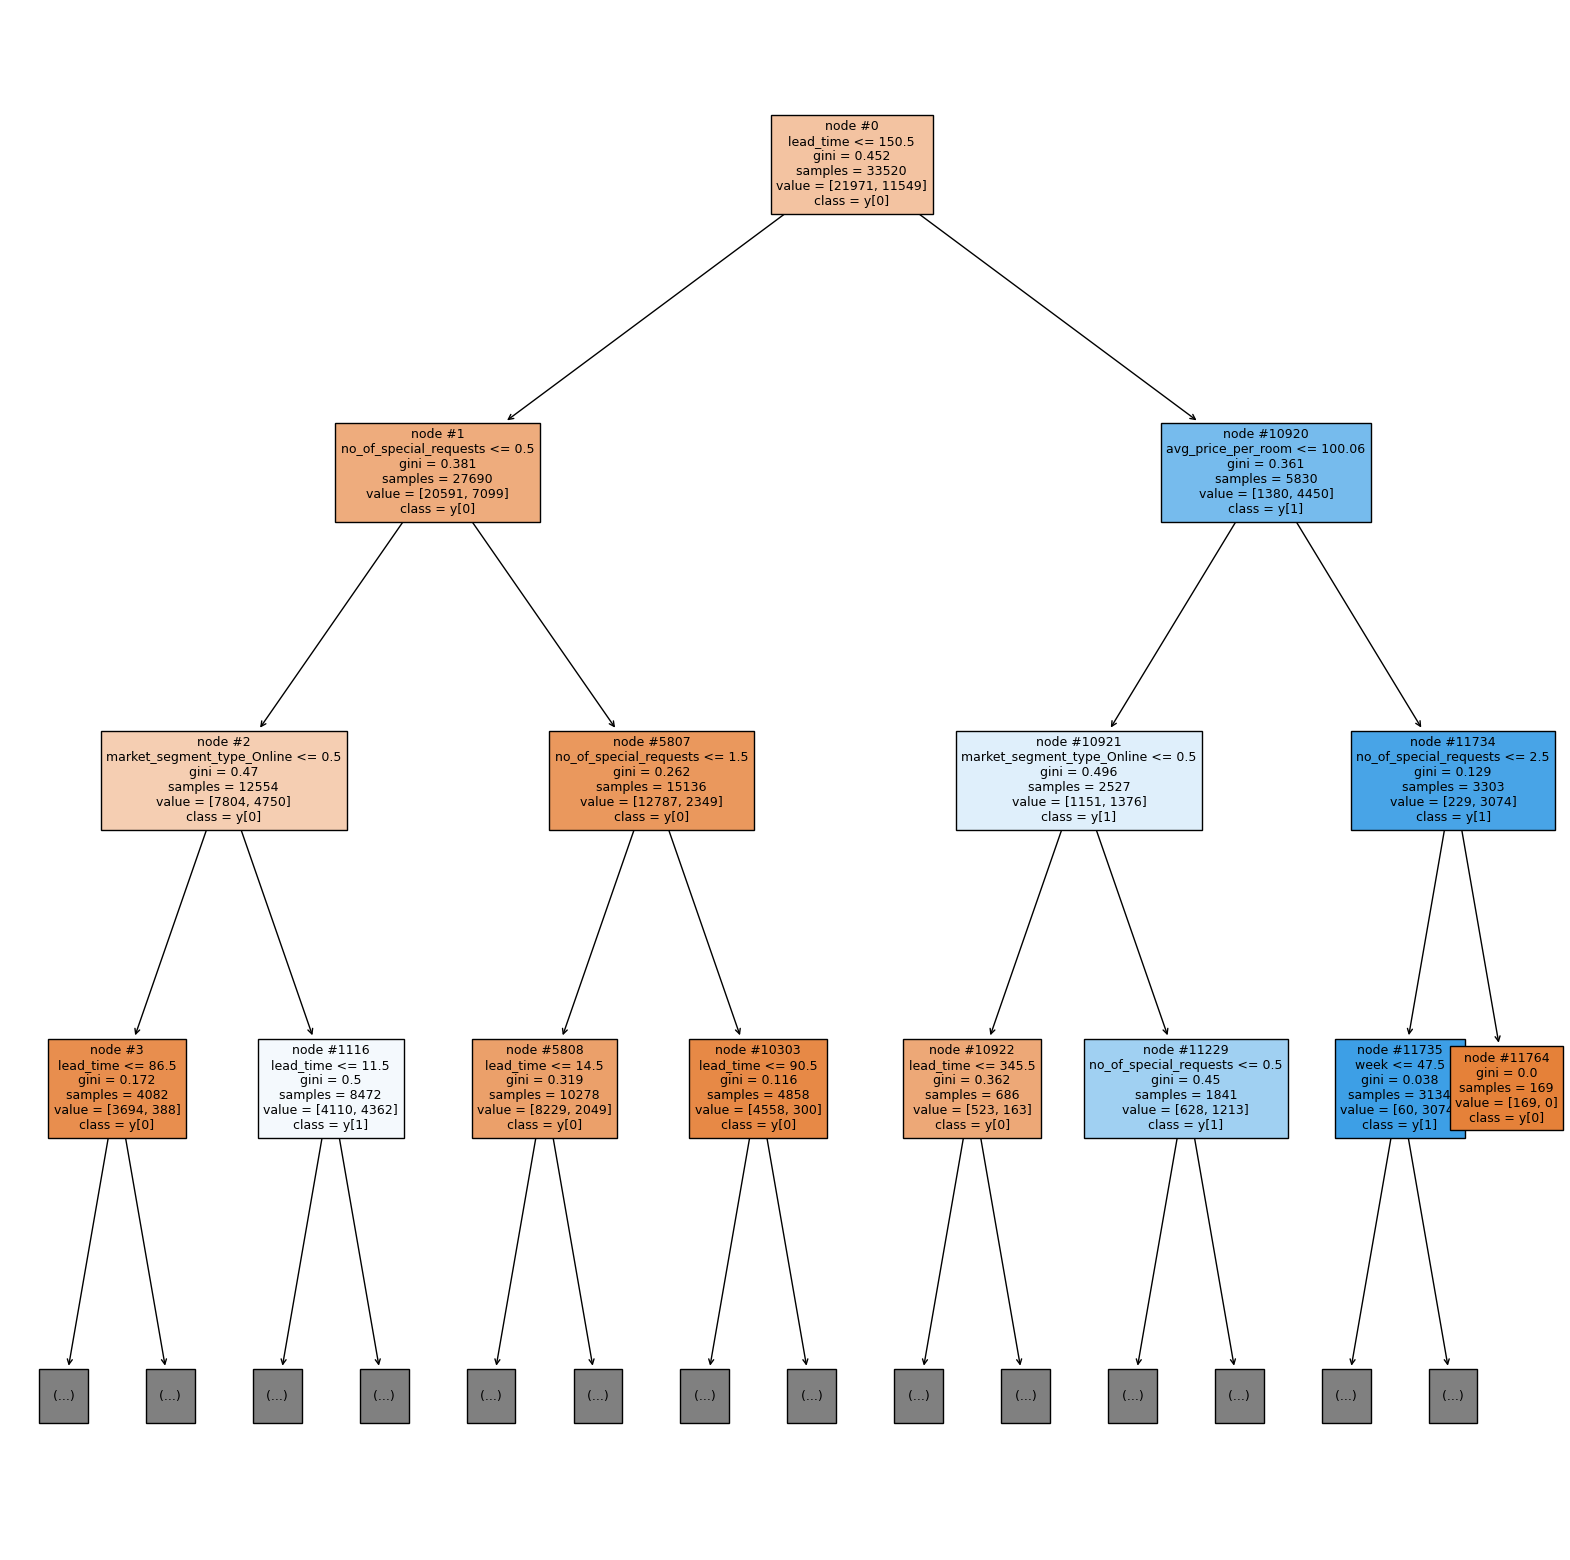 node #0
lead_time <= 150.5
gini = 0.452
samples = 33520
value = [21971, 11549]
class = y[0]
node #1
no_of_special_requests <= 0.5
gini = 0.381
samples = 27690
value = [20591, 7099]
class = y[0]
node #10920
avg_price_per_room <= 100.06
gini = 0.361
samples = 5830
value = [1380, 4450]
class = y[1]
node #2
market_segment_type_Online <= 0.5
gini = 0.47
samples = 12554
value = [7804, 4750]
class = y[0]
node #5807
no_of_special_requests <= 1.5
gini = 0.262
samples = 15136
value = [12787, 2349]
class = y[0]
node #10921
market_segment_type_Online <= 0.5
gini = 0.496
samples = 2527
value = [1151, 1376]
class = y[1]
node #11734
no_of_special_requests <= 2.5
gini = 0.129
samples = 3303
value = [229, 3074]
class = y[1]
node #3
lead_time <= 86.5
gini = 0.172
samples = 4082
value = [3694, 388]
class = y[0]
node #1116
lead_time <= 11.5
gini = 0.5
samples = 8472
value = [4110, 4362]
class = y[1]
node #5808
lead_time <= 14.5
gini = 0.319
samples = 10278
value = [8229, 2049]
class = y[0]
node #10303
lead_time <= 90.5
gini = 0.116
samples = 4858
value = [4558, 300]
class = y[0]
node #10922
lead_time <= 345.5
gini = 0.362
samples = 686
value = [523, 163]
class = y[0]
node #11229
no_of_special_requests <= 0.5
gini = 0.45
samples = 1841
value = [628, 1213]
class = y[1]
node #11735
week <= 47.5
gini = 0.038
samples = 3134
value = [60, 3074
class = y[1]
node #11764
gini = 0.0
samples = 169
value = [169, 0]
class = y[0]
(...)
(...)
(...)
(...)
(...)
(...)
(...)
(...)
(...)
(...)
(...)
(...)
(...)
(...)